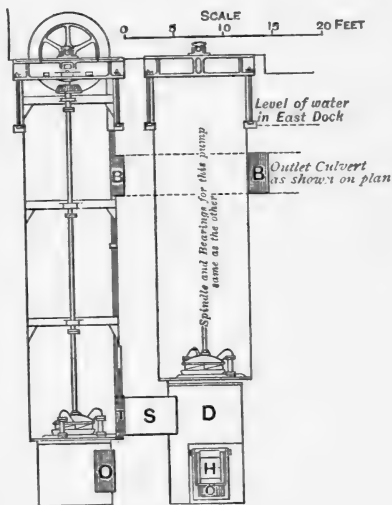 SCALE
0 5 10 15 20 FEET
Level of water
in East Dock
B
B
Outlet Culvert
as shown on plan
Spindle and Bearings for this pump
same as the other
S
D
O
H